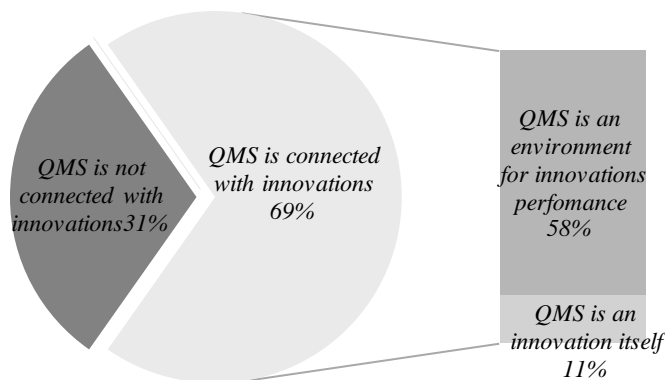 QMS is not
connected with
innovations31%
QMS is connected
with innovations
69%
QMS is an
environment
for innovations
perfomance
58%
QMS is an
innovation itself
11%